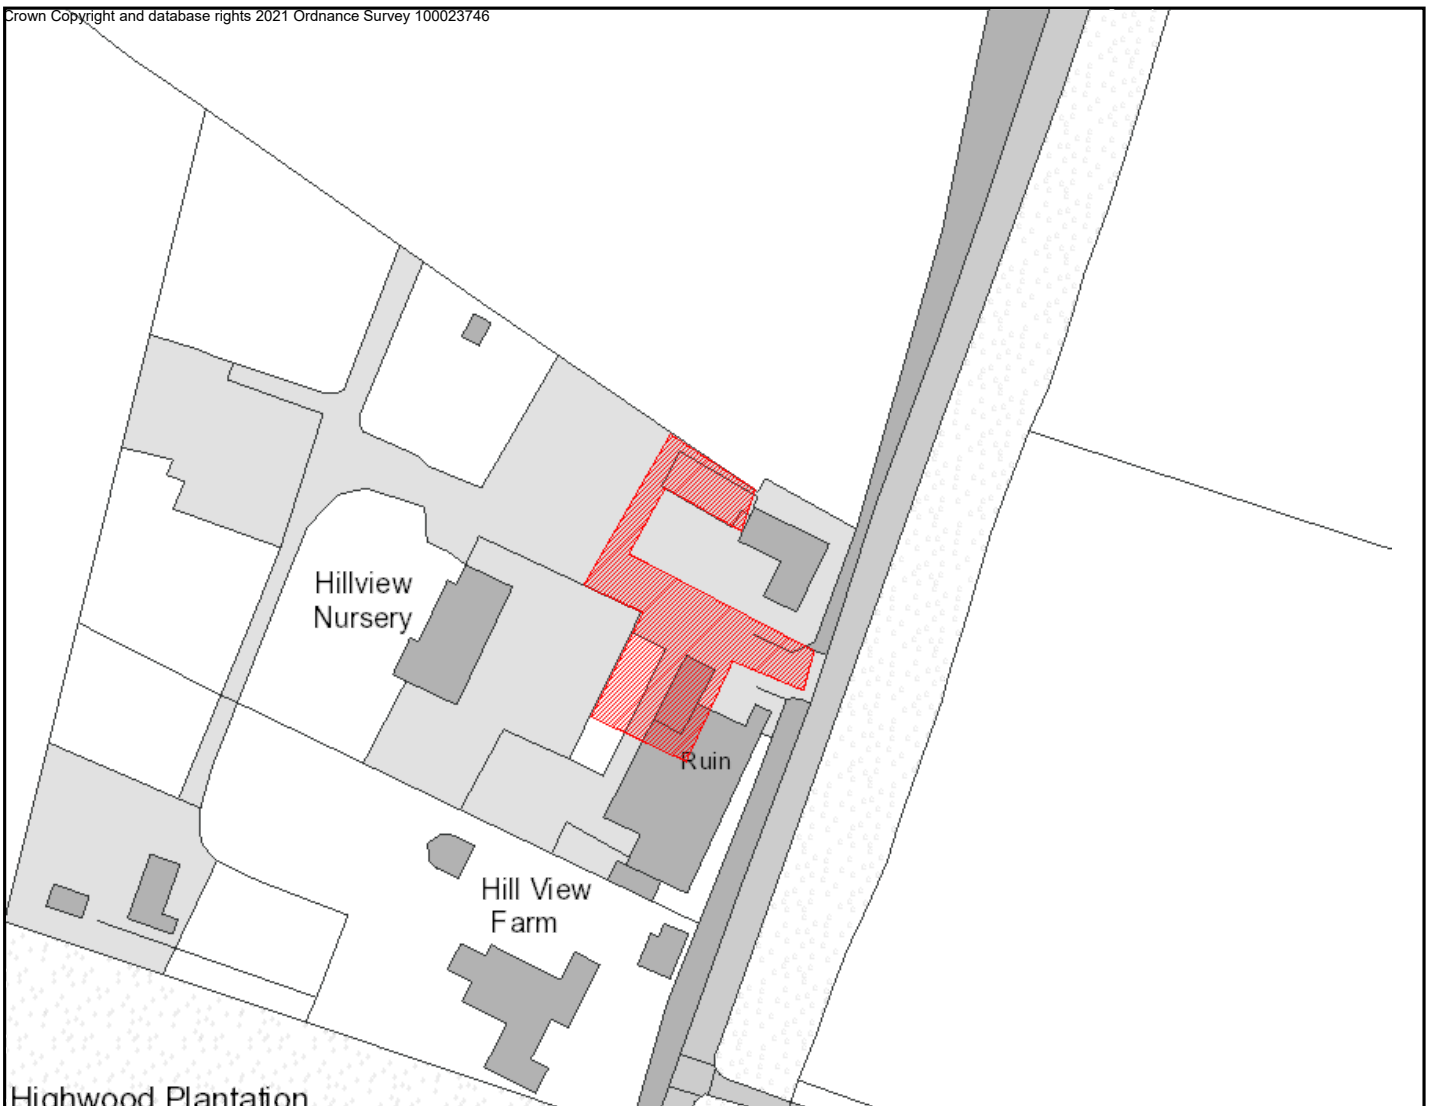 Crown Copyright and database rights 2021 Ordnance Survey 100023746
Hillview
Nursery
Ruin
Hill View
Farm
Highwood Plantation